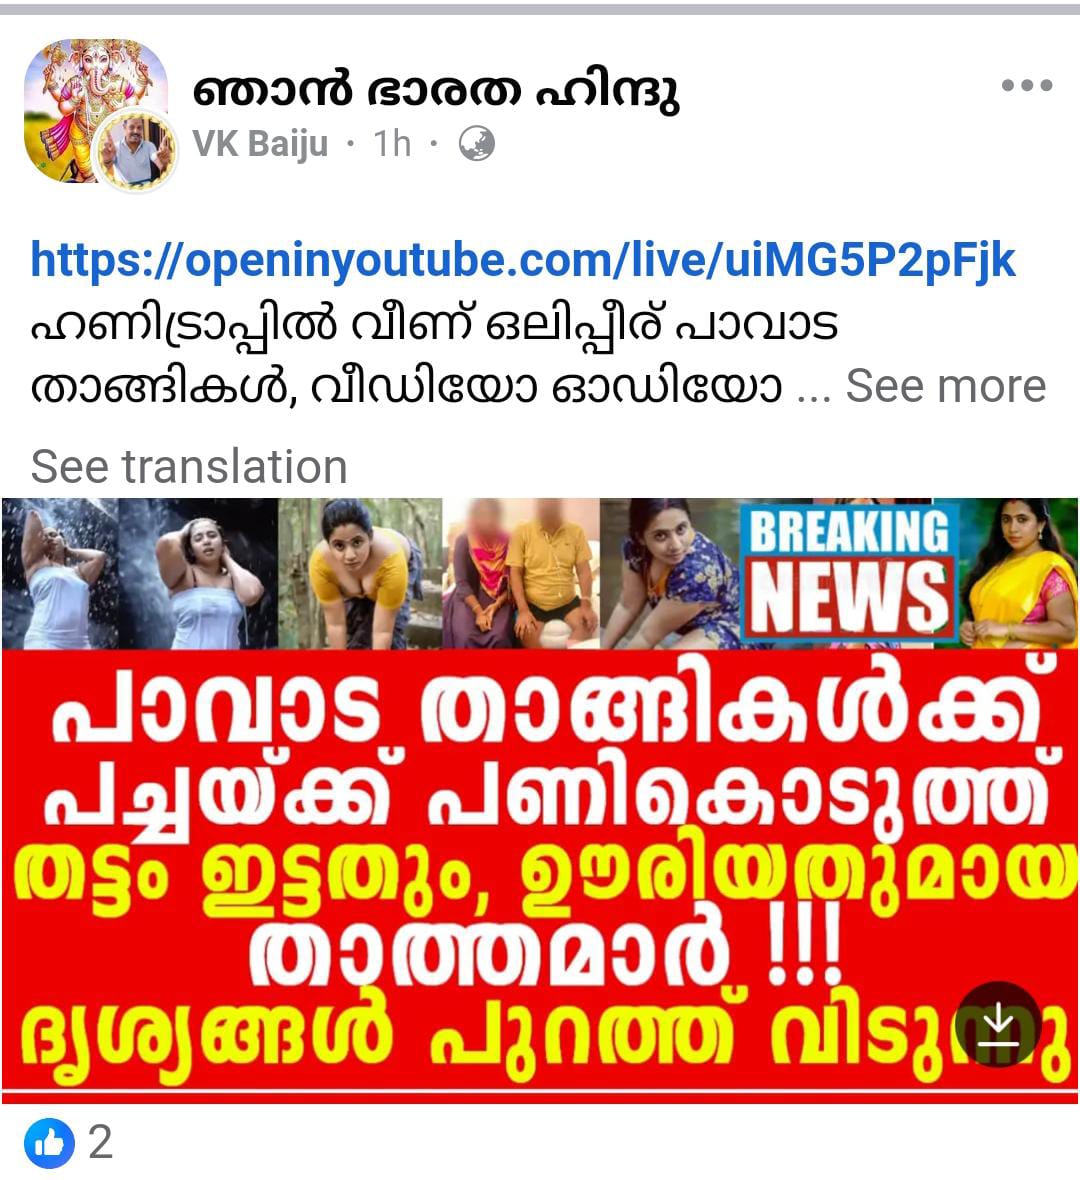 ഞാൻ ഭാരത ഹിന്ദു
VK Baiju · 1h ·
https://openinyoutube.com/live/uiMG5P2pFjk
ഹണിട്രാപ്പിൽ വീണ് ഒലിപ്പീര് പാവാട
താങ്ങികൾ, വീഡിയോ ഓഡിയോ ... See more
See translation
BREAKING
NEWS
പാവാട താങ്ങികൾക്ക്
പച്ചയ്ക്ക് പണികൊടുത്ത്
തട്ടം ഇട്ടതും, ഊരിയതുമായ
താത്തമാർ !!!
ദൃശ്യങ്ങൾ പുറത്ത് വിടുന്നു
2